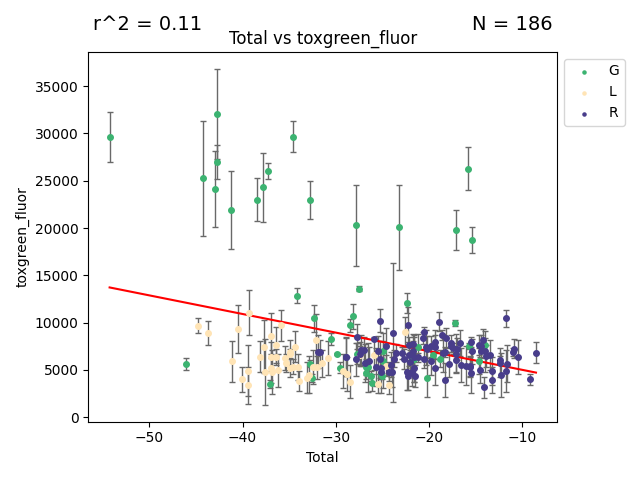 r^2 = 0.11
N = 186
Total vs toxgreen_fluor
G
L
R
35000
30000
25000
20000
15000
10000
5000
0
toxgreen_fluor
−50
−40
−30
−20
−10
Total